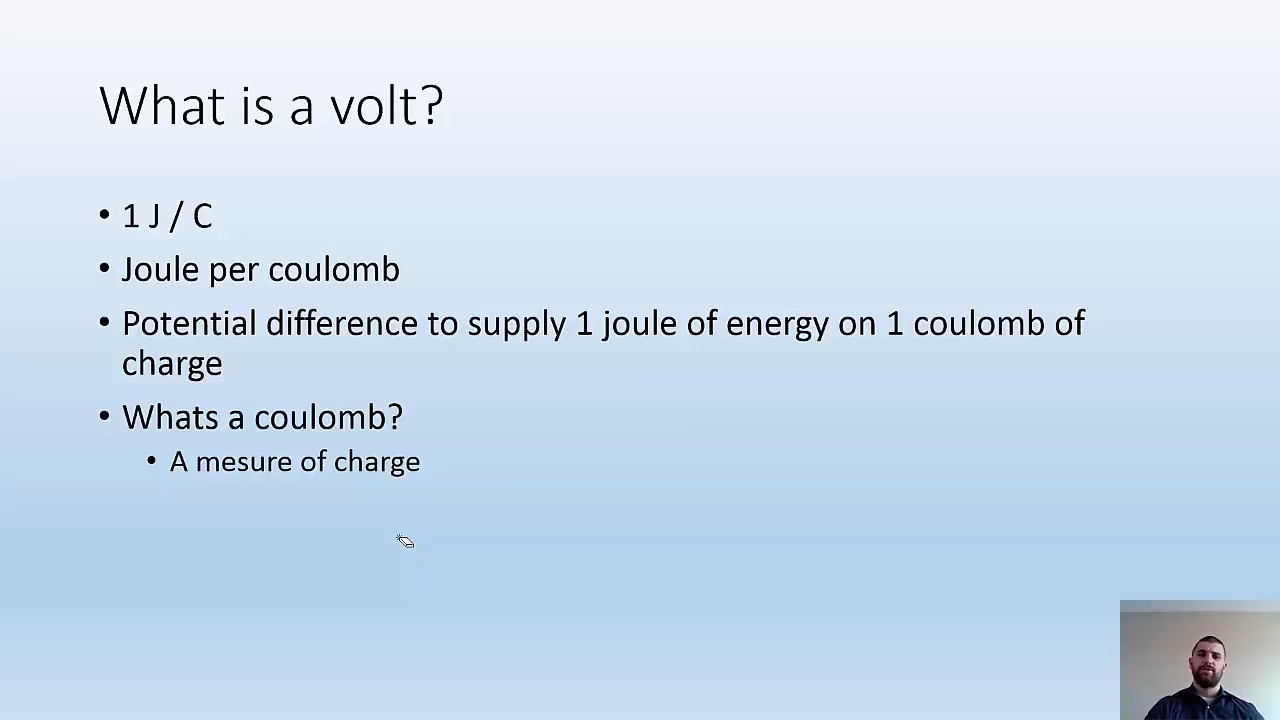 What is a volt?
• 1 J / C
• Joule per coulomb
• Potential difference to supply 1 joule of energy on 1 coulomb of
charge
• Whats a coulomb?
• A mesure of charge